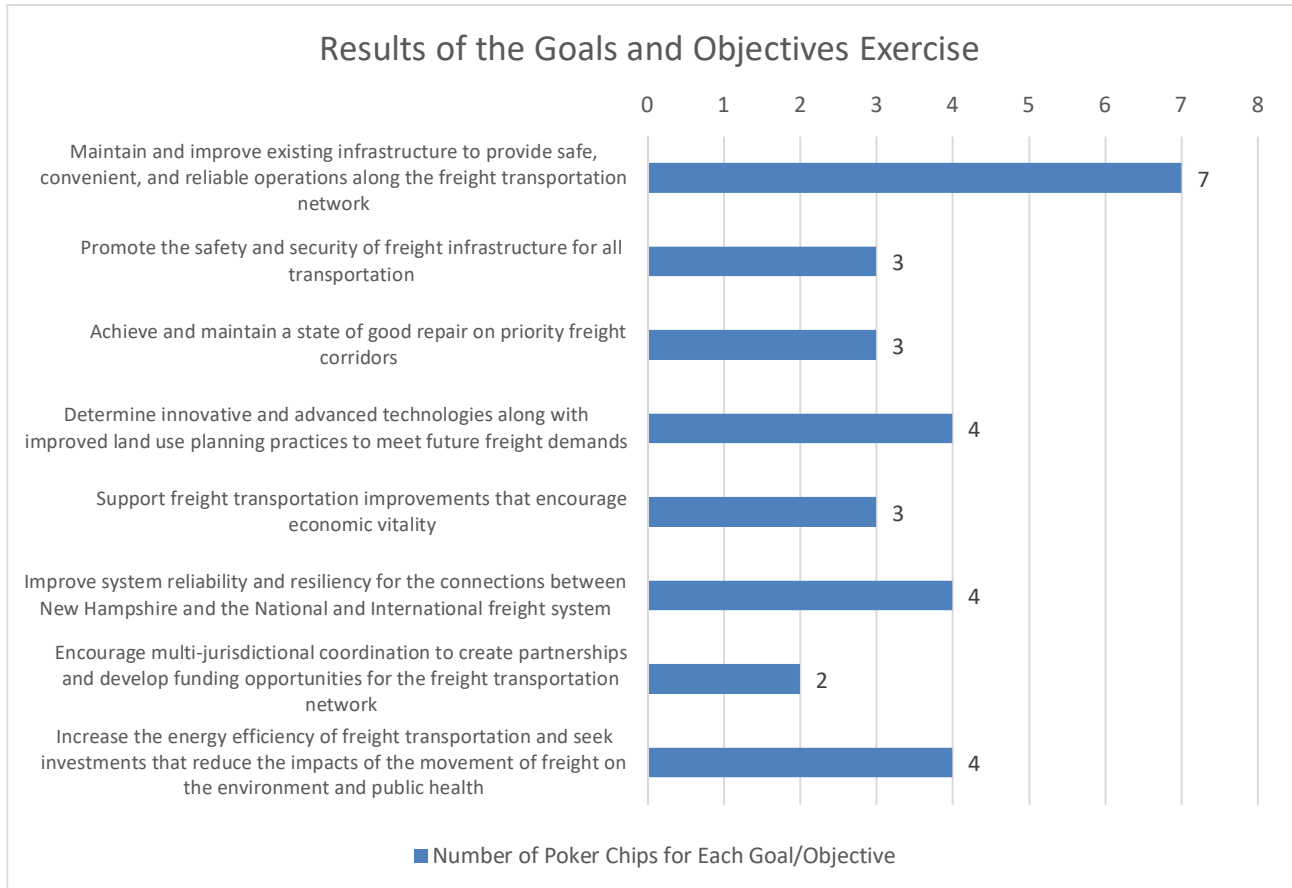 Results of the Goals and Objectives Exercise
0 1 2 3 4 5 6 7 8
Maintain and improve existing infrastructure to provide safe,
convenient, and reliable operations along the freight transportation
network
7
Promote the safety and security of freight infrastructure for all
transportation
3
Achieve and maintain a state of good repair on priority freight
corridors
3
Determine innovative and advanced technologies along with
improved land use planning practices to meet future freight demands
4
Support freight transportation improvements that encourage
economic vitality
3
Improve system reliability and resiliency for the connections between
New Hampshire and the National and International freight system
4
Encourage multi-jurisdictional coordination to create partnerships
and develop funding opportunities for the freight transportation
network
2
Increase the energy efficiency of freight transportation and seek
investments that reduce the impacts of the movement of freight on
the environment and public health
4
Number of Poker Chips for Each Goal/Objective